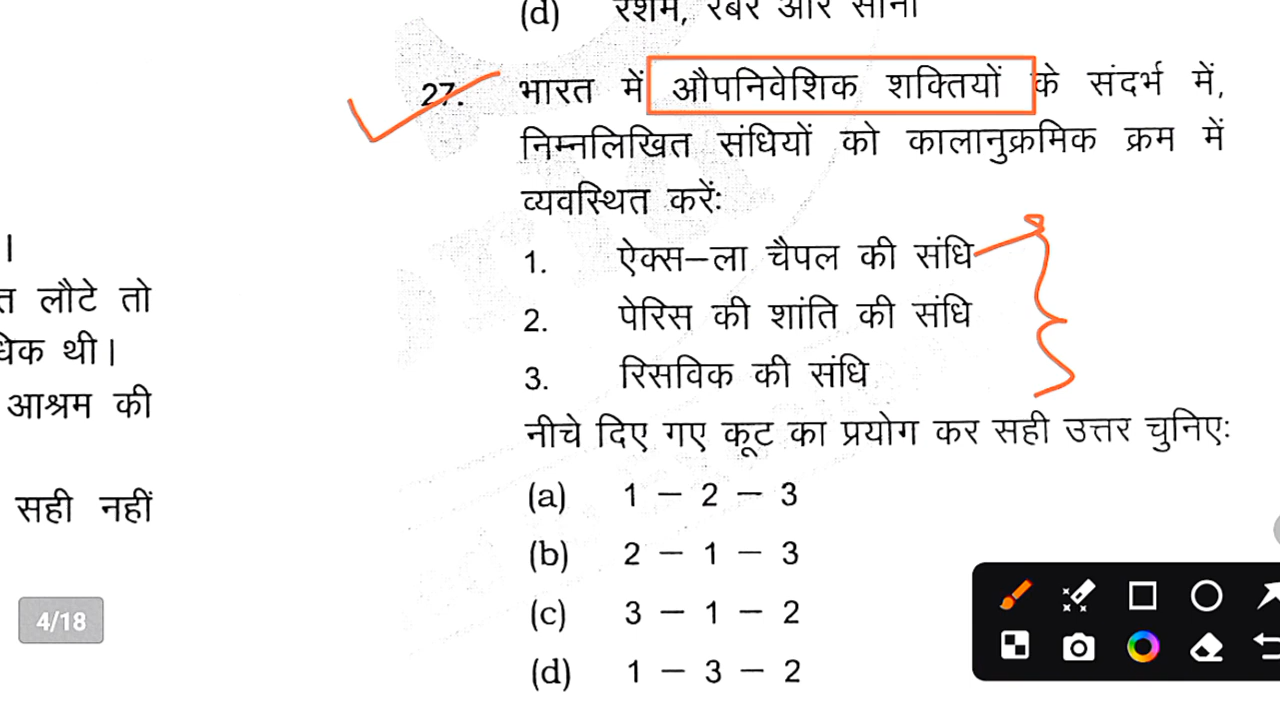 (d) रेशम, रबर और सोना
27. भारत में औपनिवेशिक शक्तियों के संदर्भ में,
निम्नलिखित संधियों को कालानुक्रमिक क्रम में
व्यवस्थित करें:
1. ऐक्स–ला चैपल की संधि
2. पेरिस की शांति की संधि
3. रिसविक की संधि
नीचे दिए गए कूट का प्रयोग कर सही उत्तर चुनिए:
(a) 1 – 2 – 3
(b) 2 – 1 – 3
(c) 3 – 1 – 2
(d) 1 – 3 – 2
।
त लौटे तो
धिक थी।
आश्रम की
सही नहीं
4/18